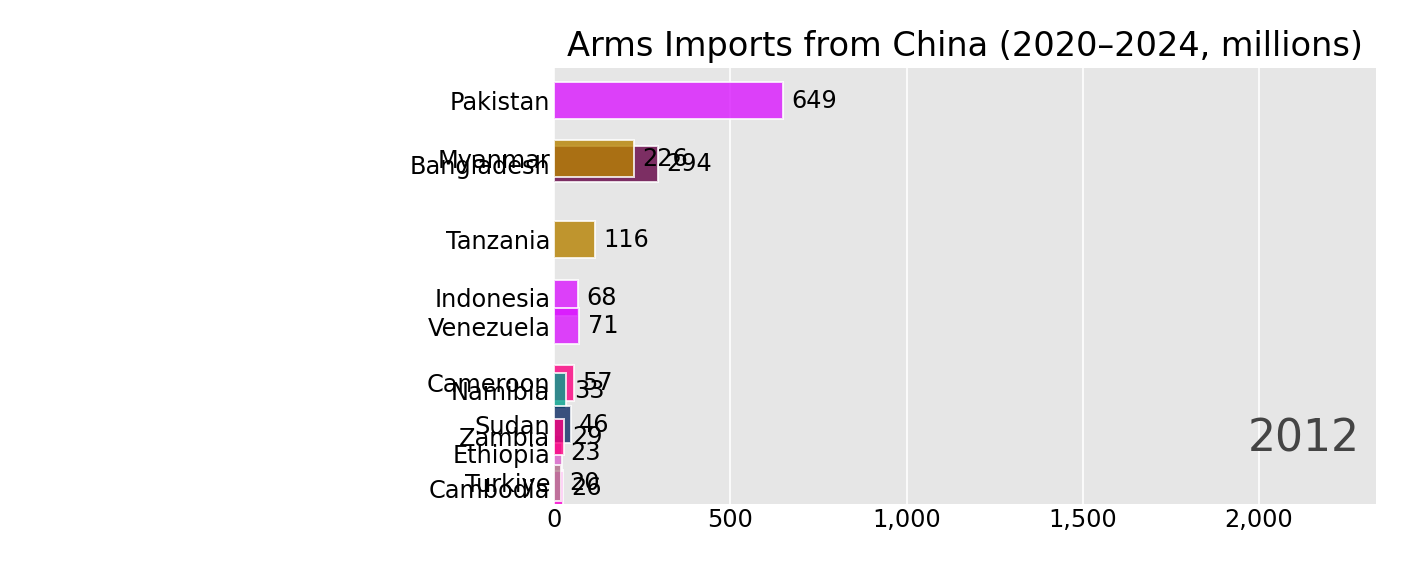 Arms Imports from China (2020–2024, millions)
Pakistan 649
Myanmar 226
Bangladesh 294
Tanzania 116
Indonesia 68
Venezuela 71
Cameroon 57
Namibia 33
Sudan 46
Zambia 29
Ethiopia 23
Turkiye 20
Cambodia 26
2012
0 500 1,000 1,500 2,000